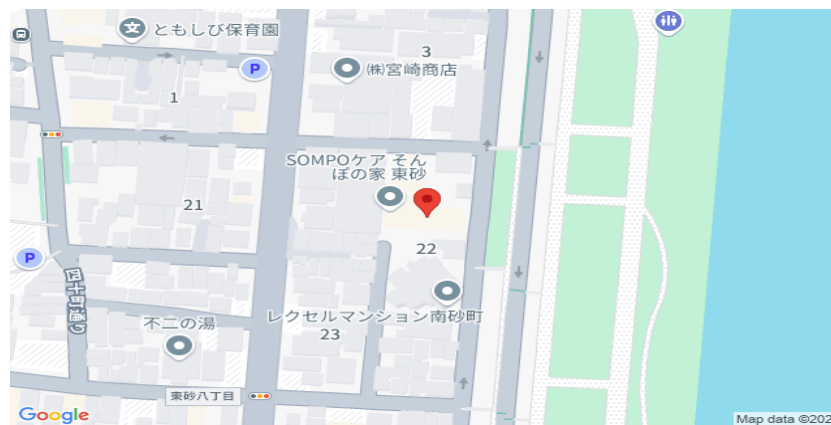 ともしび保育園
3
P
㈱宮崎商店
1
SOMPOケア そん
ぽの家 東砂
21
22
P
四十町通り
レクセルマンション南砂町
不二の湯
23
東砂八丁目
Google
Map data ©202